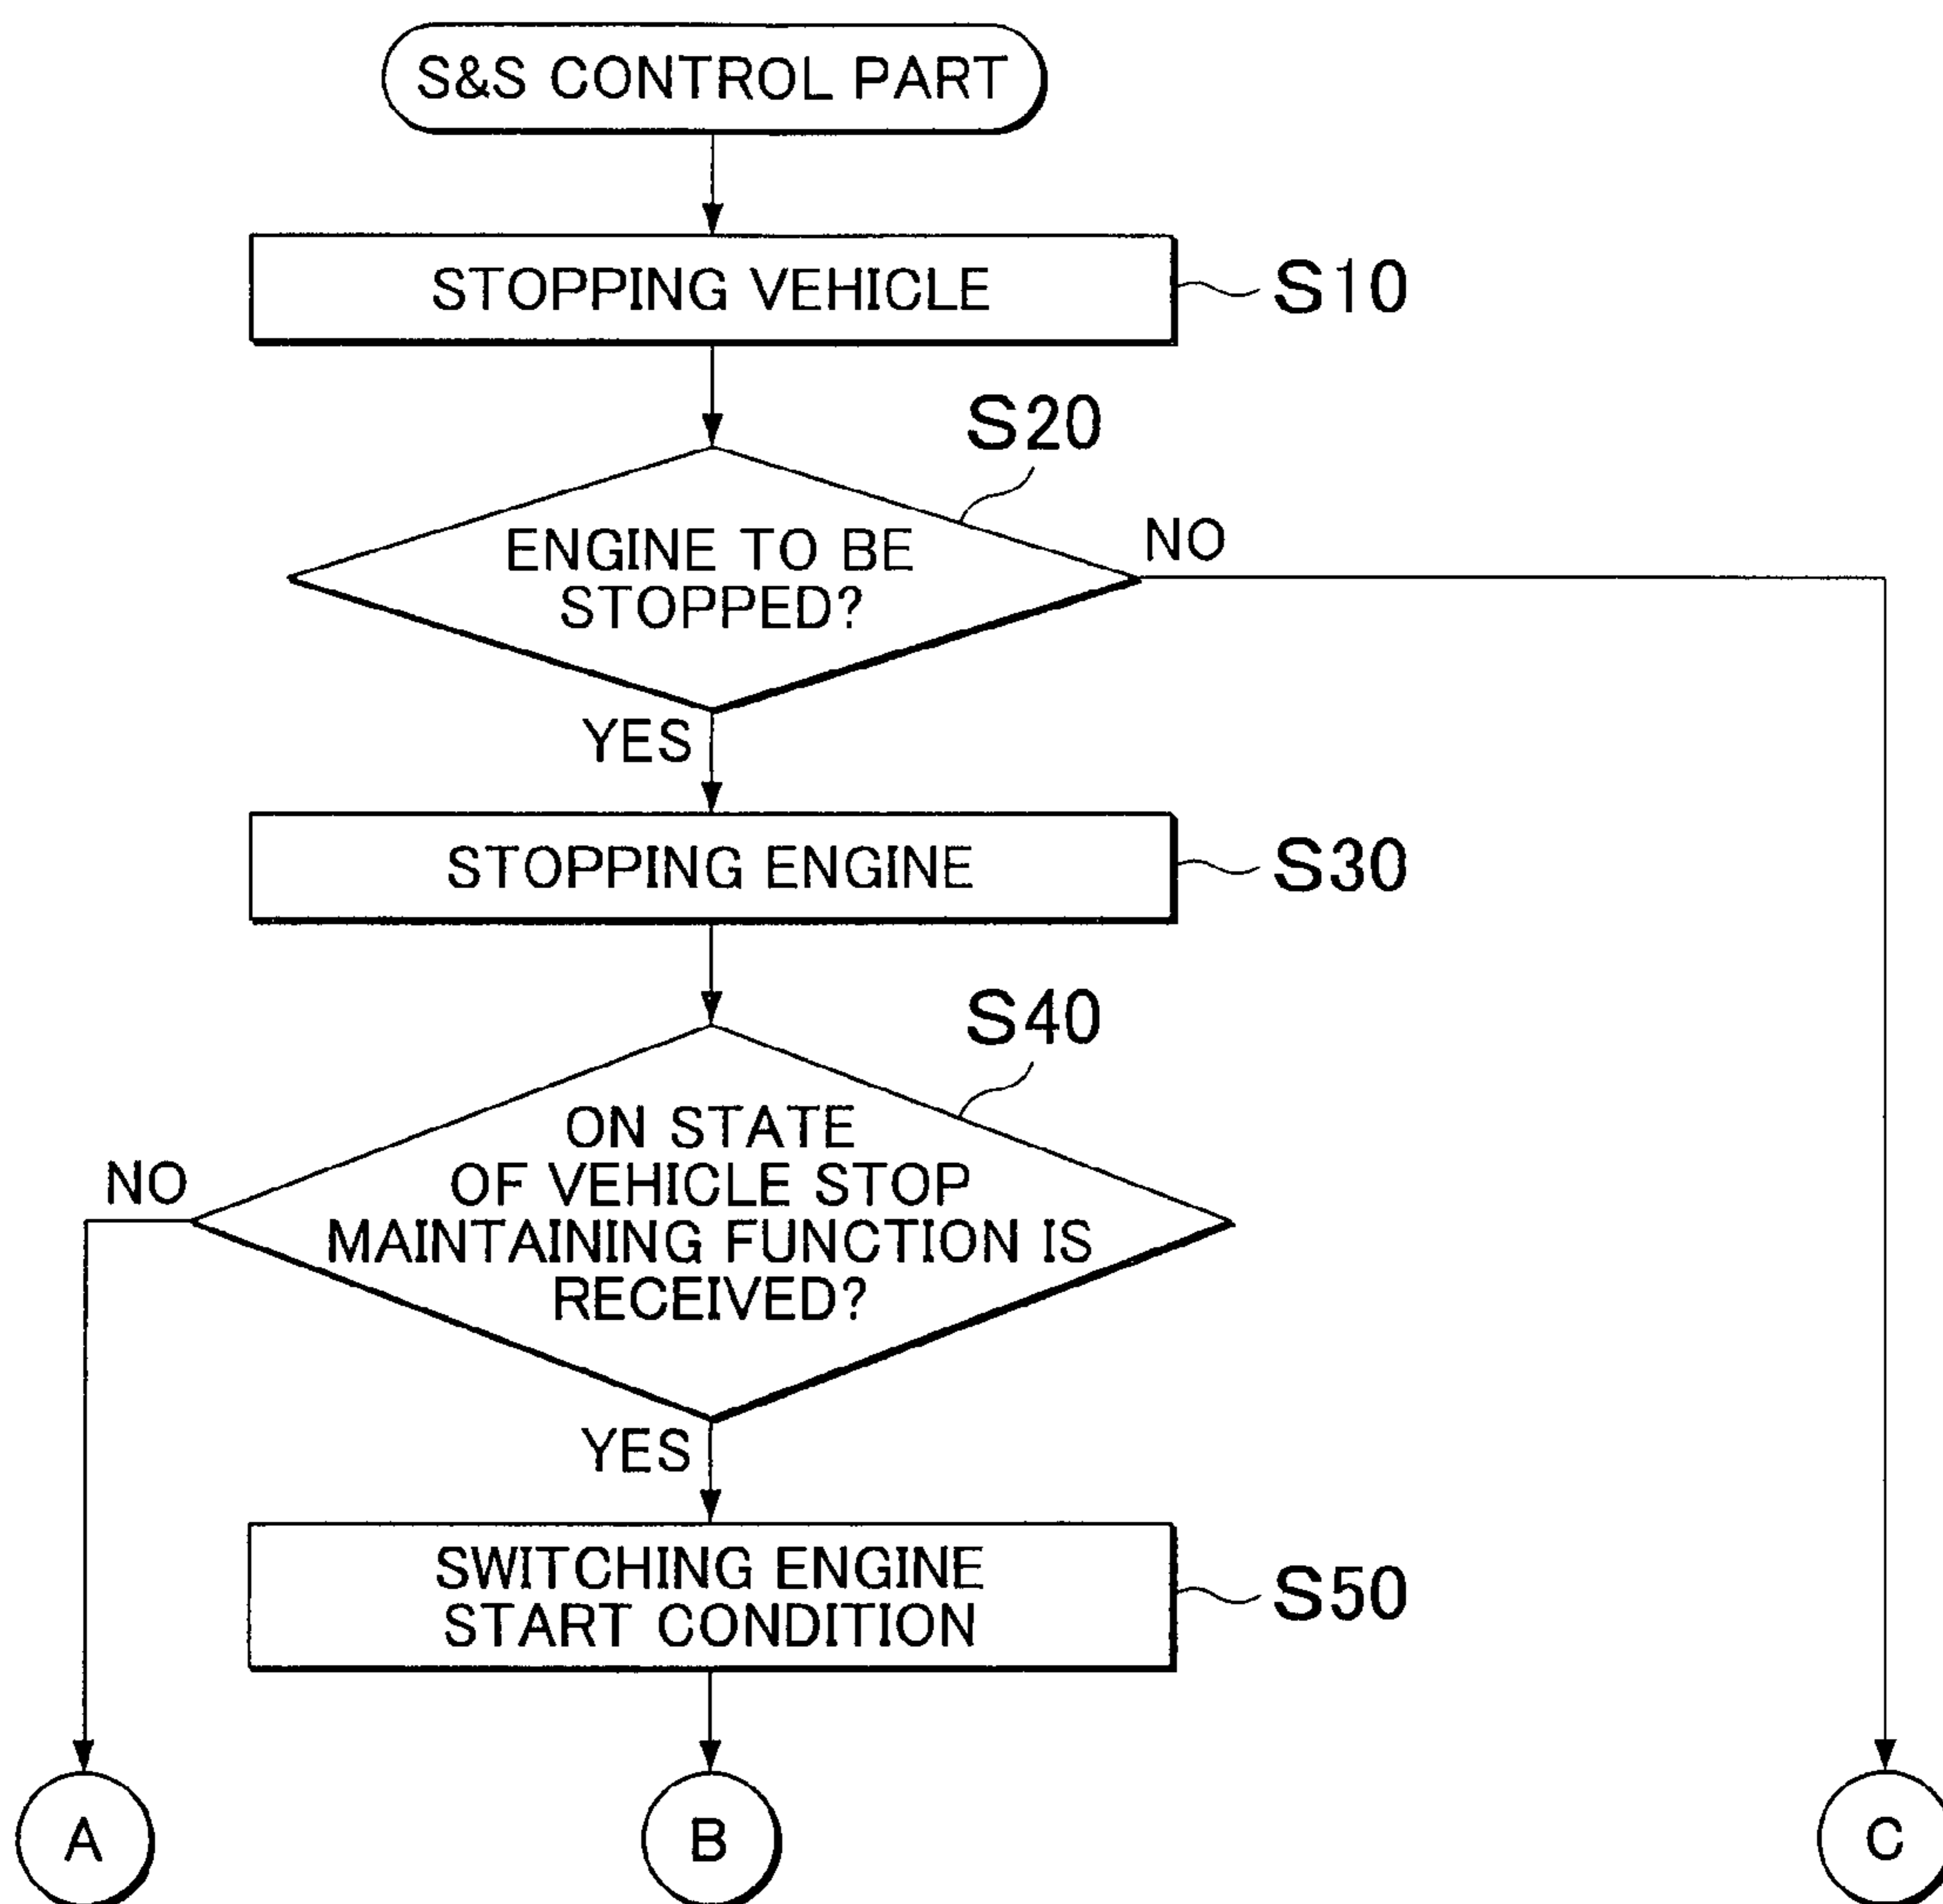 S&S CONTROL PART
STOPPING VEHICLE
S10
S20
ENGINE TO BE
STOPPED?
NO
YES
STOPPING ENGINE
S30
S40
ON STATE
OF VEHICLE STOP
MAINTAINING FUNCTION IS
RECEIVED?
NO
YES
SWITCHING ENGINE
START CONDITION
S50
A
B
C